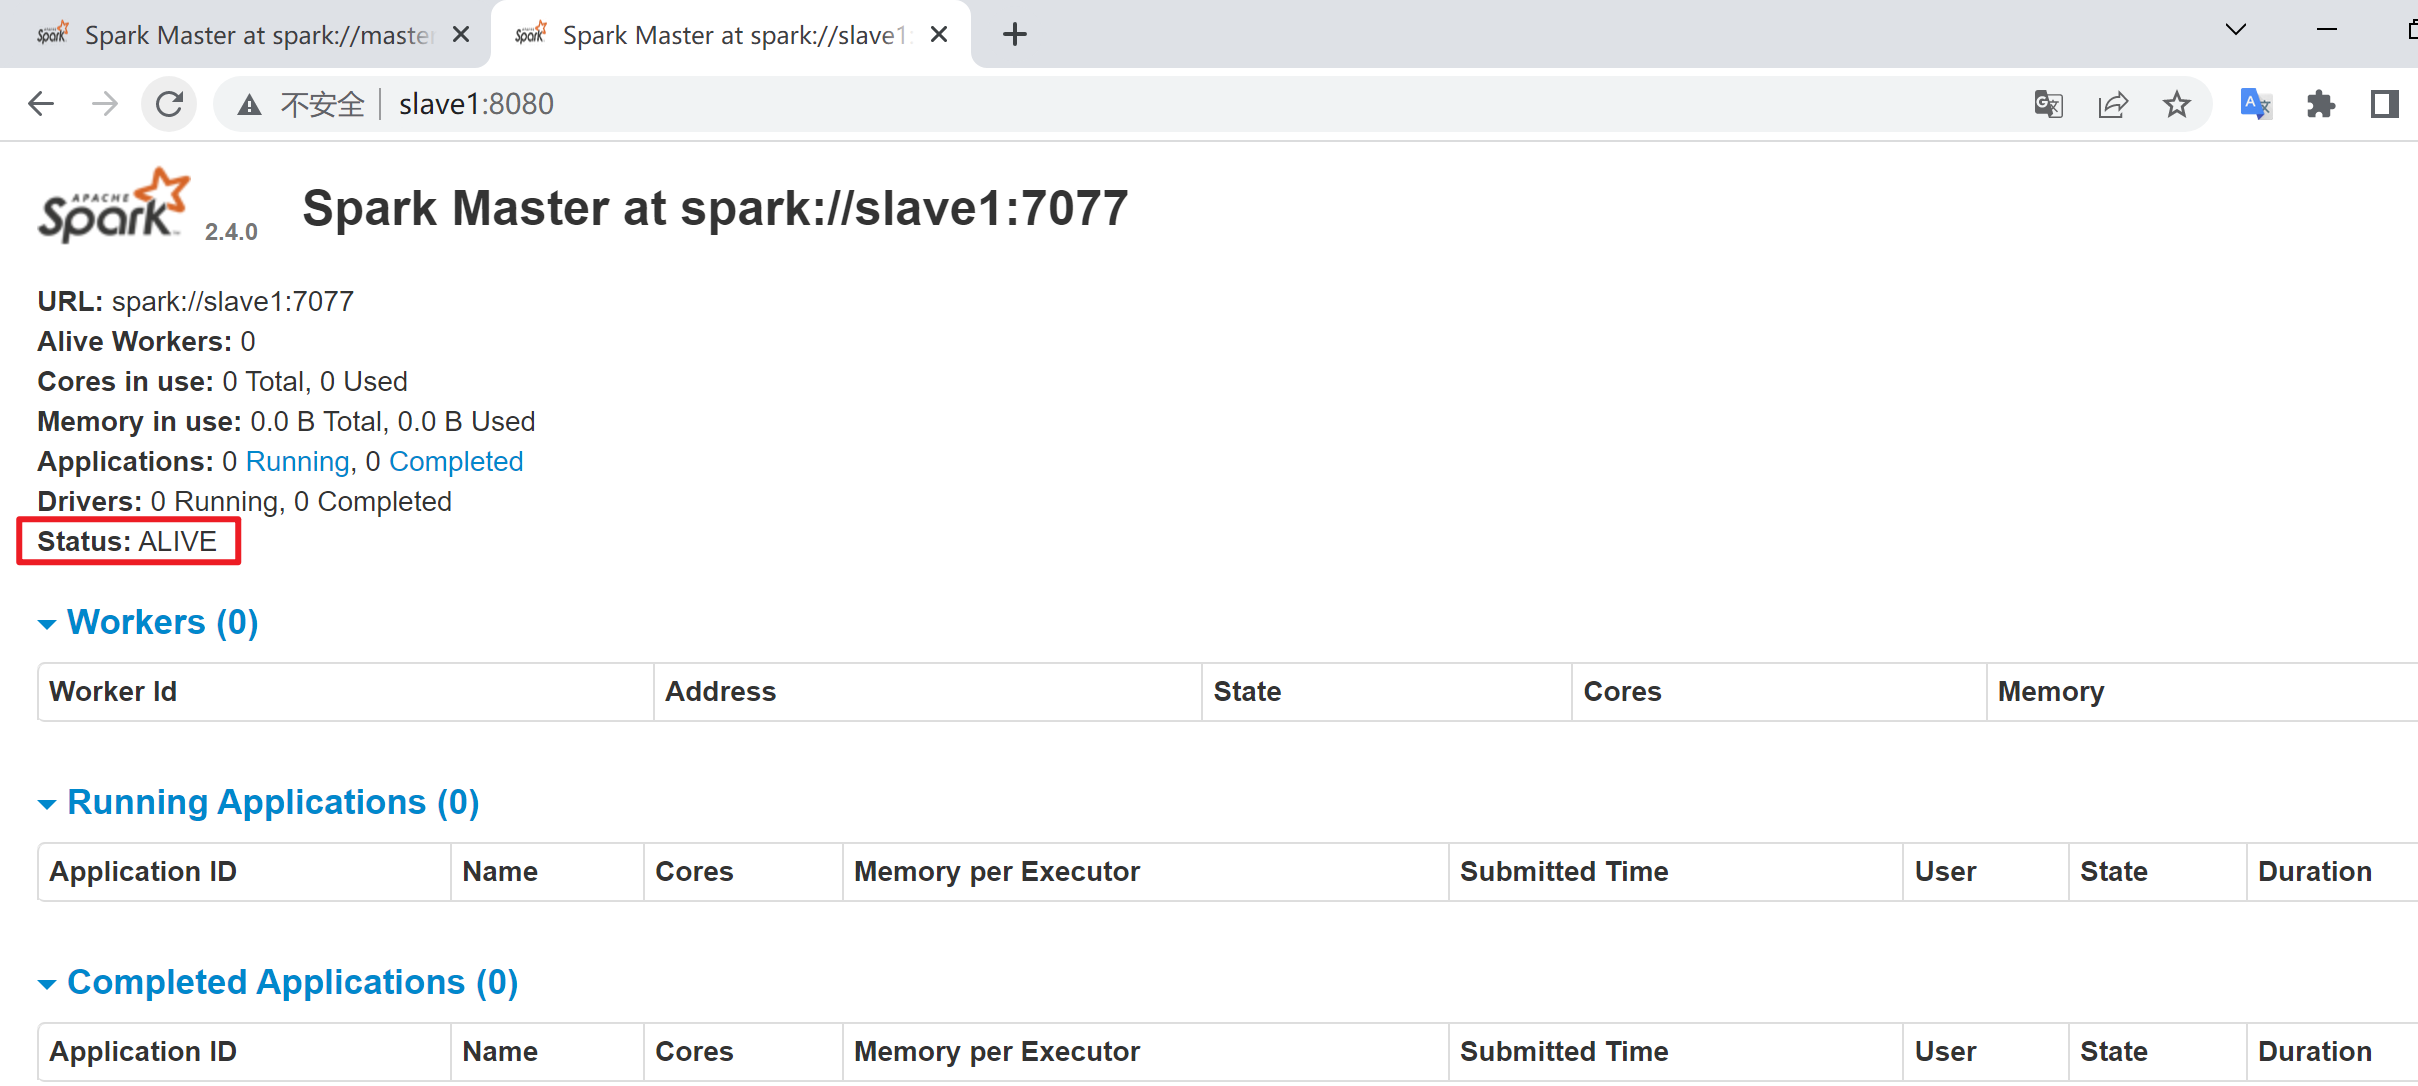 Spark Master at spark://master
Spark Master at spark://slave1:
不安全 slave1:8080
APACHE Spark 2.4.0 Spark Master at spark://slave1:7077
URL: spark://slave1:7077
Alive Workers: 0
Cores in use: 0 Total, 0 Used
Memory in use: 0.0 B Total, 0.0 B Used
Applications: 0 Running, 0 Completed
Drivers: 0 Running, 0 Completed
Status: ALIVE
Workers (0)
Worker Id Address State Cores Memory
Running Applications (0)
Application ID Name Cores Memory per Executor Submitted Time User State Duration
Completed Applications (0)
Application ID Name Cores Memory per Executor Submitted Time User State Duration